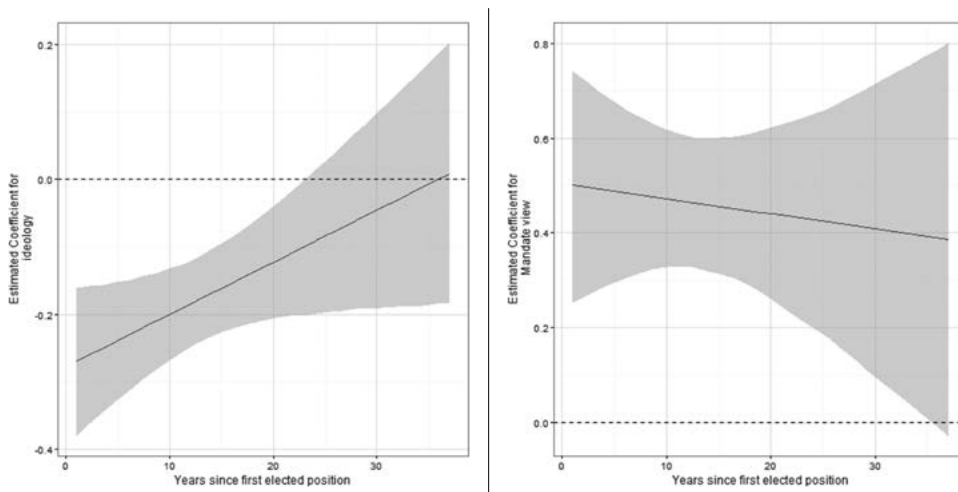 Estimated Coefficient for
ideology
0.2
0.0
-0.2
-0.4
0
10
20
30
Years since first elected position
Estimated Coefficient for
Mandate view
0.8
0.6
0.4
0.2
0.0
0
10
20
30
Years since first elected position